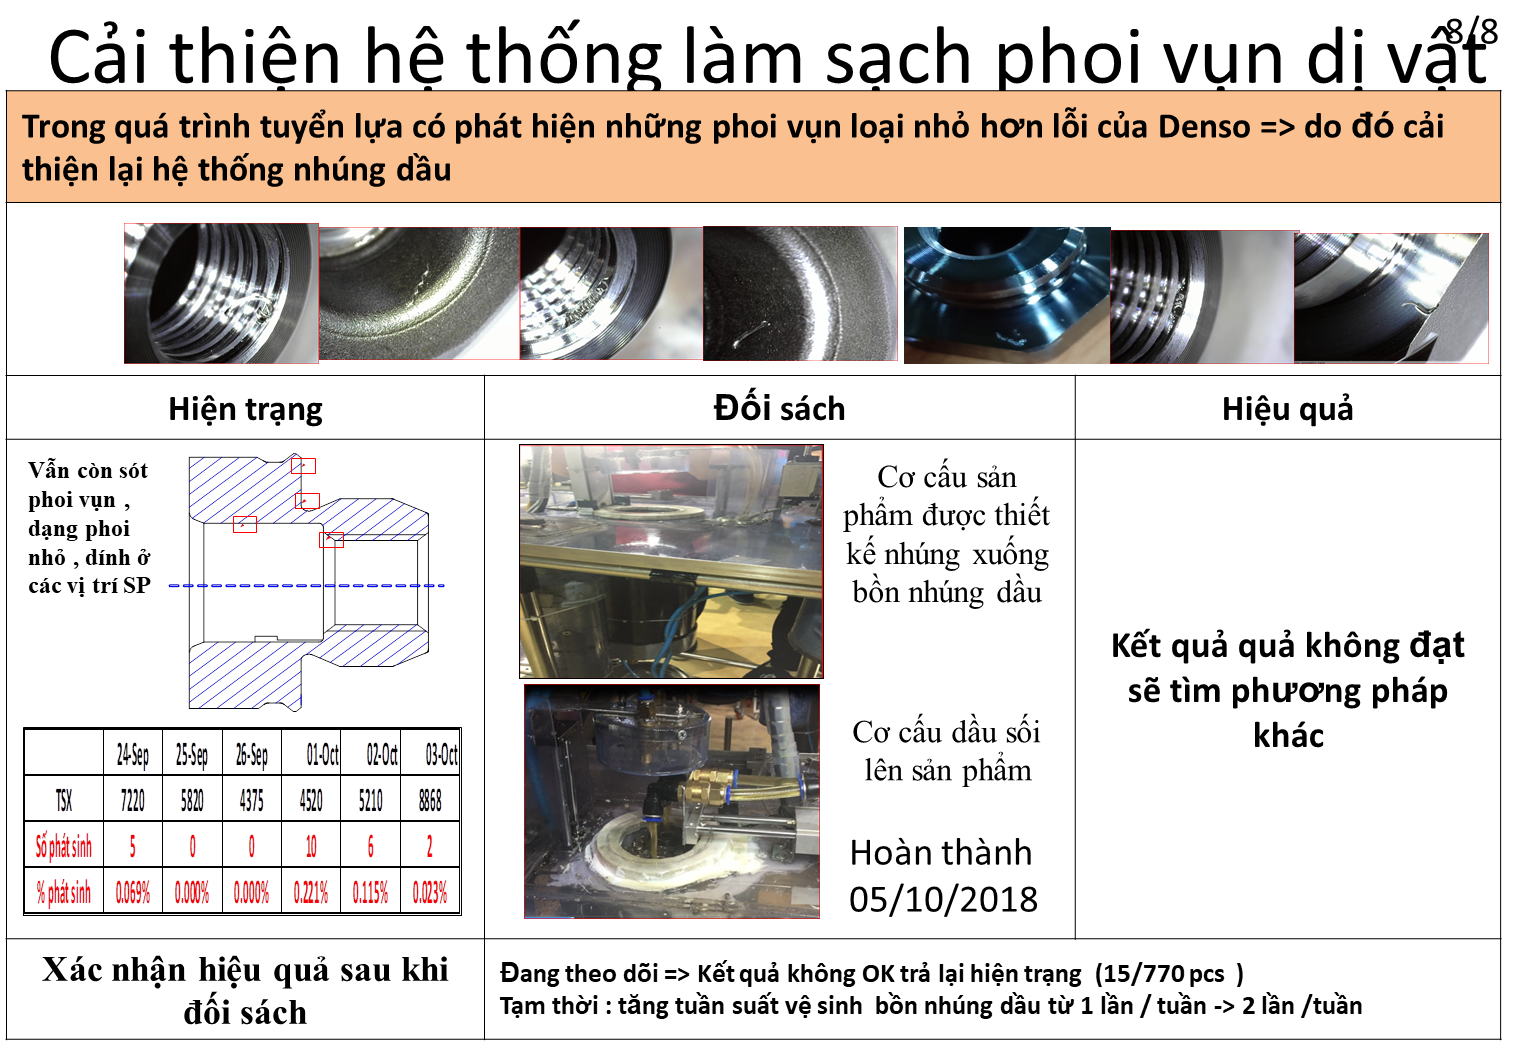 8/8
Cải thiện hệ thống làm sạch phoi vụn dị vật
Trong quá trình tuyển lựa có phát hiện những phoi vụn loại nhỏ hơn lỗi của Denso => do đó cải
thiện lại hệ thống nhúng dầu
Hiện trạng
Đối sách
Hiệu quả
Vẫn còn sót
phoi vụn ,
dạng phoi
nhỏ , dính ở
các vị trí SP
24-Sep 25-Sep 26-Sep 01-Oct 02-Oct 03-Oct
TSX 7220 5820 4375 4520 5210 8868
Số phát sinh 5 0 0 10 6 2
% phát sinh 0.069% 0.000% 0.000% 0.221% 0.115% 0.023%
Cơ cấu sản
phẩm được thiết
kế nhúng xuống
bồn nhúng dầu
Cơ cấu dầu sối
lên sản phẩm
Hoàn thành
05/10/2018
Kết quả quả không đạt
sẽ tìm phương pháp
khác
Xác nhận hiệu quả sau khi
đối sách
Đang theo dõi => Kết quả không OK trả lại hiện trạng (15/770 pcs )
Tạm thời : tăng tuần suất vệ sinh bồn nhúng dầu từ 1 lần / tuần -> 2 lần /tuần